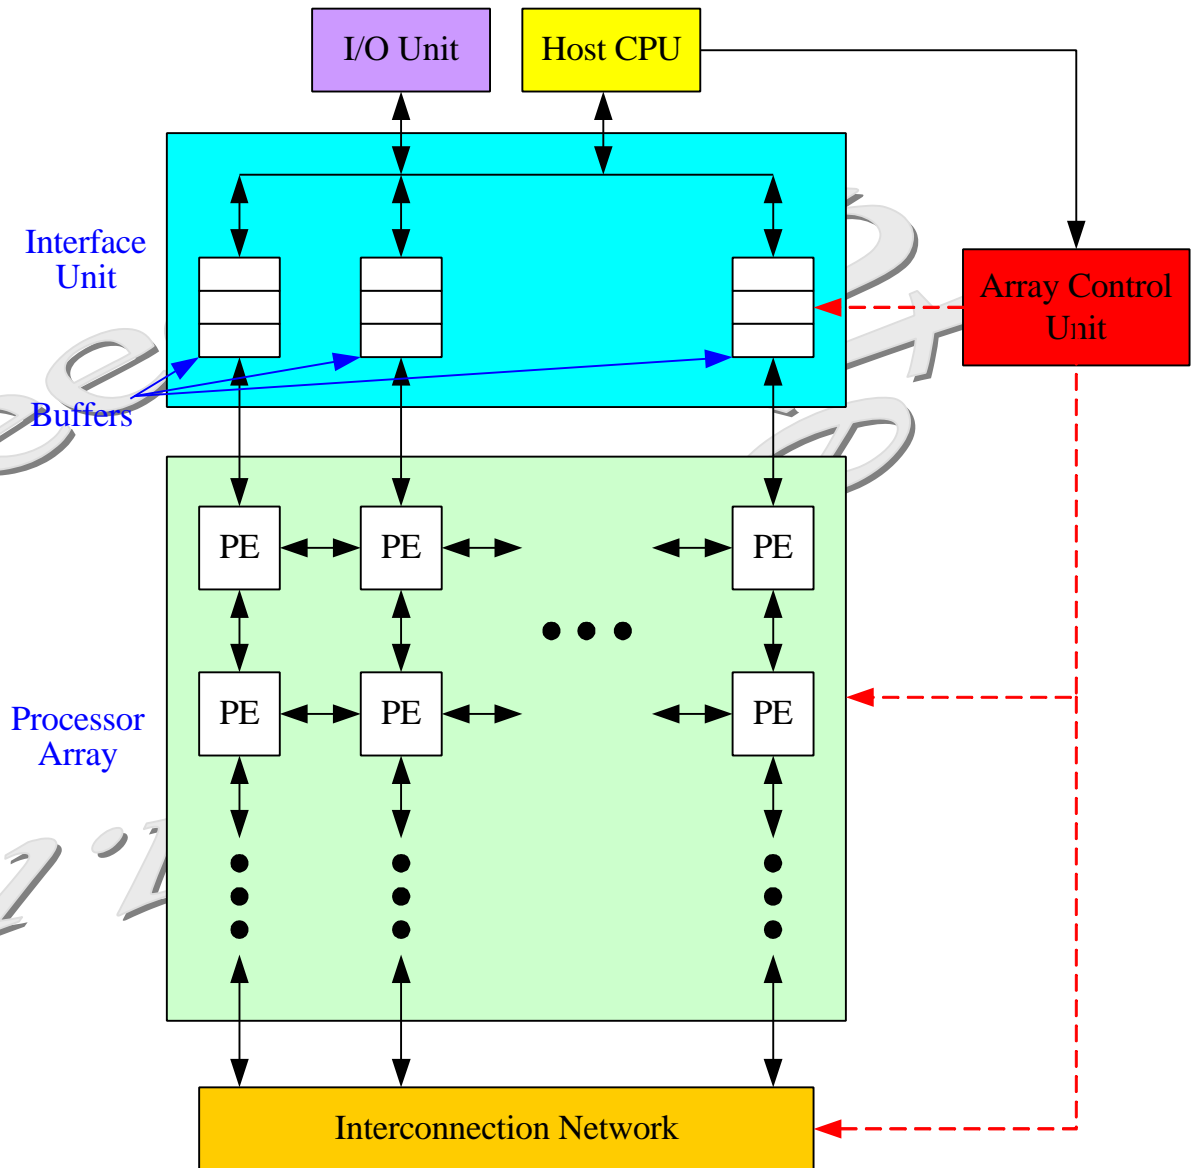 I/O Unit
Host CPU
Interface
Unit
Array Control
Unit
Buffers
PE
PE
PE
PE
PE
PE
Processor
Array
Interconnection Network